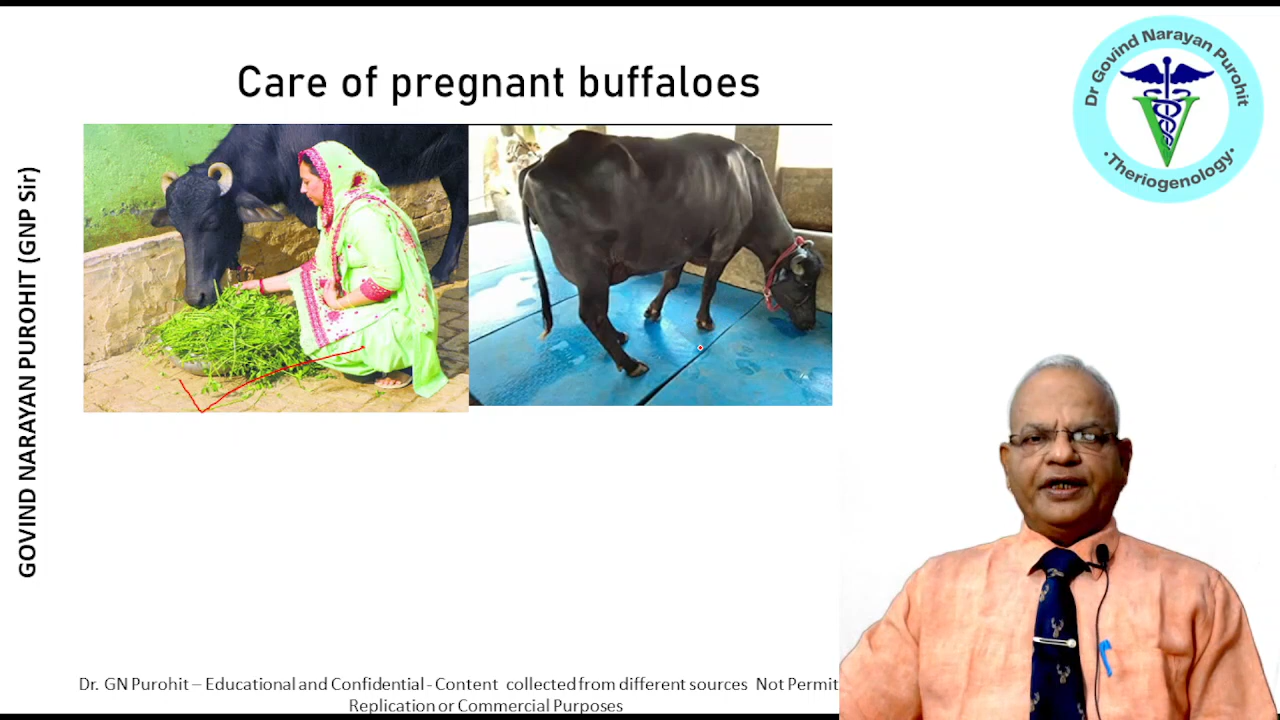 Care of pregnant buffaloes
Dr Govind Narayan Purohit
V
•Theriogenology•
GOVIND NARAYAN PUROHIT (GNP Sir)
Dr. GN Purohit – Educational and Confidential - Content collected from different sources Not Permit
Replication or Commercial Purposes